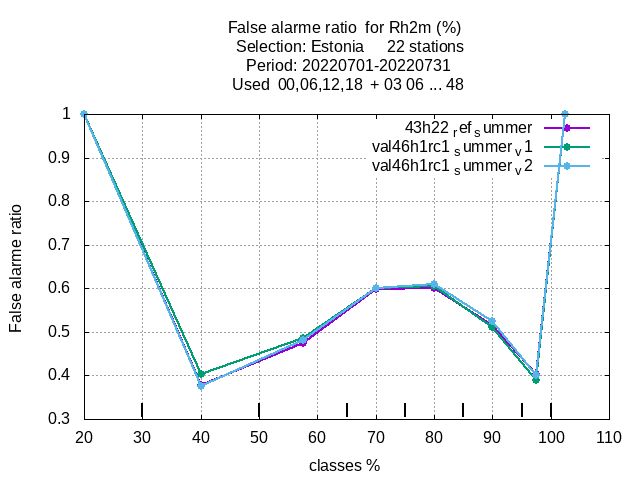 False alarme ratio for Rh2m (%)
Selection: Estonia 22 stations
Period: 20220701-20220731
Used 00,06,12,18 + 03 06 ... 48
43h22 ref summer
val46h1rc1 summer v1
val46h1rc1 summer v2
1
0.9
0.8
0.7
0.6
0.5
0.4
0.3
False alarme ratio
20 30 40 50 60 70 80 90 100 110
classes %